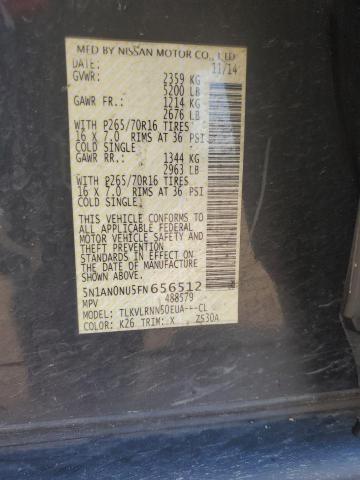 MFD BY NISSAN MOTOR CO., LTD
DATE: 11/14
GVWR: 2359 KG
5200 LB
GAWR FR.: 1214 KG
2676 LB
WITH P265/70R16 TIRES
16 X 7.0 RIMS AT 36 PSI
COLD SINGLE
GAWR RR.: 1344 KG
2963 LB
WITH P265/70R16 TIRES
16 X 7.0 RIMS AT 36 PSI
COLD SINGLE
THIS VEHICLE CONFORMS TO
ALL APPLICABLE FEDERAL
MOTOR VEHICLE SAFETY AND
THEFT PREVENTION
STANDARDS IN EFFECT ON THE
DATE OF MANUFACTURE
SHOWN ABOVE.
5N1AN0NU5FN656512
MPV 488579
MODEL: TLKVLRNN50EUA---CL
COLOR: K26 TRIM: X Z530A